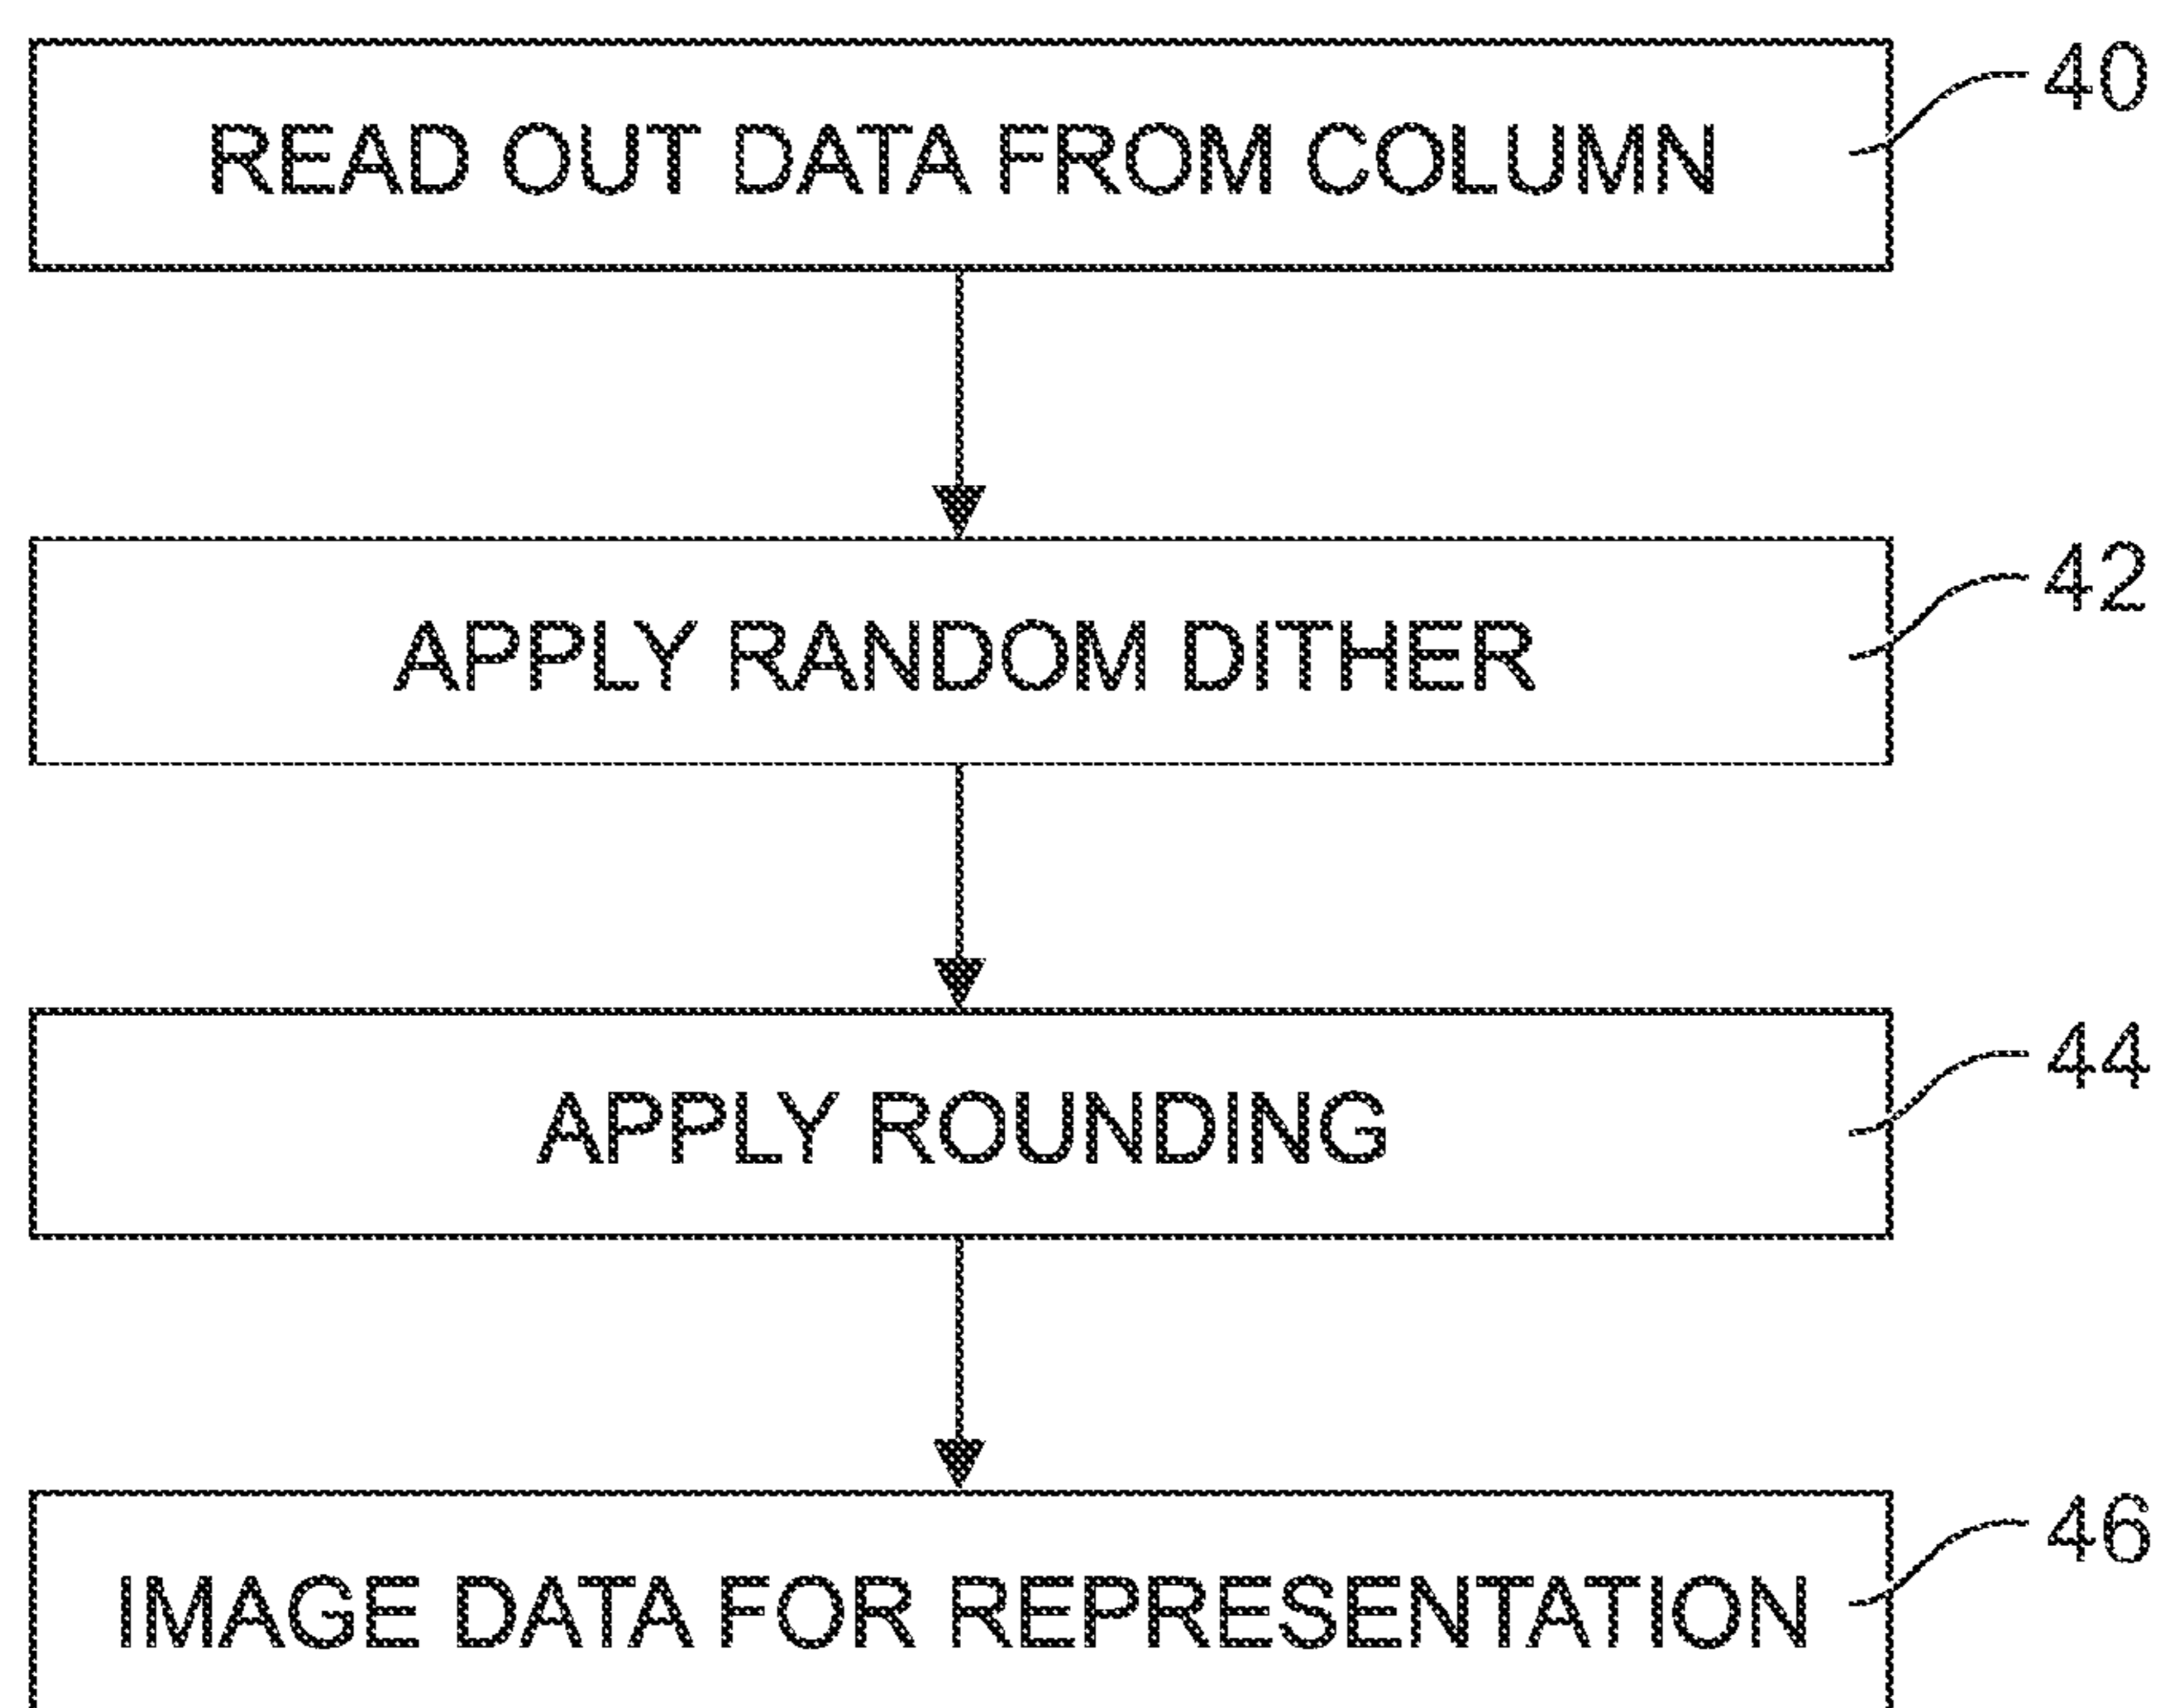 READ OUT DATA FROM COLUMN
40
APPLY RANDOM DITHER
42
APPLY ROUNDING
44
IMAGE DATA FOR REPRESENTATION
46